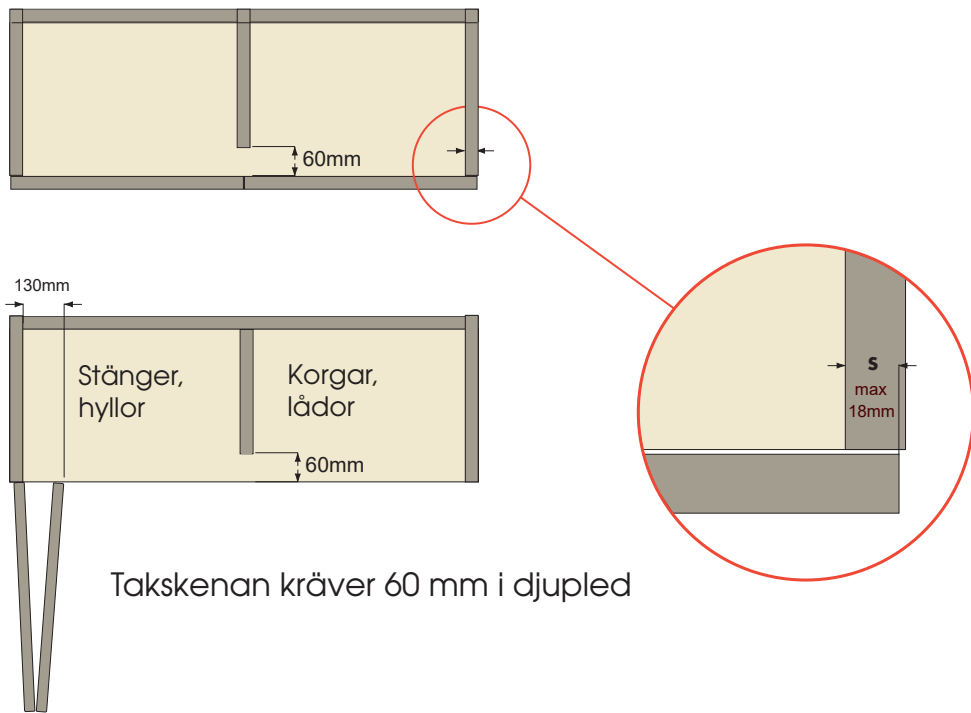 60mm
130mm
Stänger,
hyllor
Korgar,
lådor
60mm
S
max
18mm
Takskenan kräver 60 mm i djupled